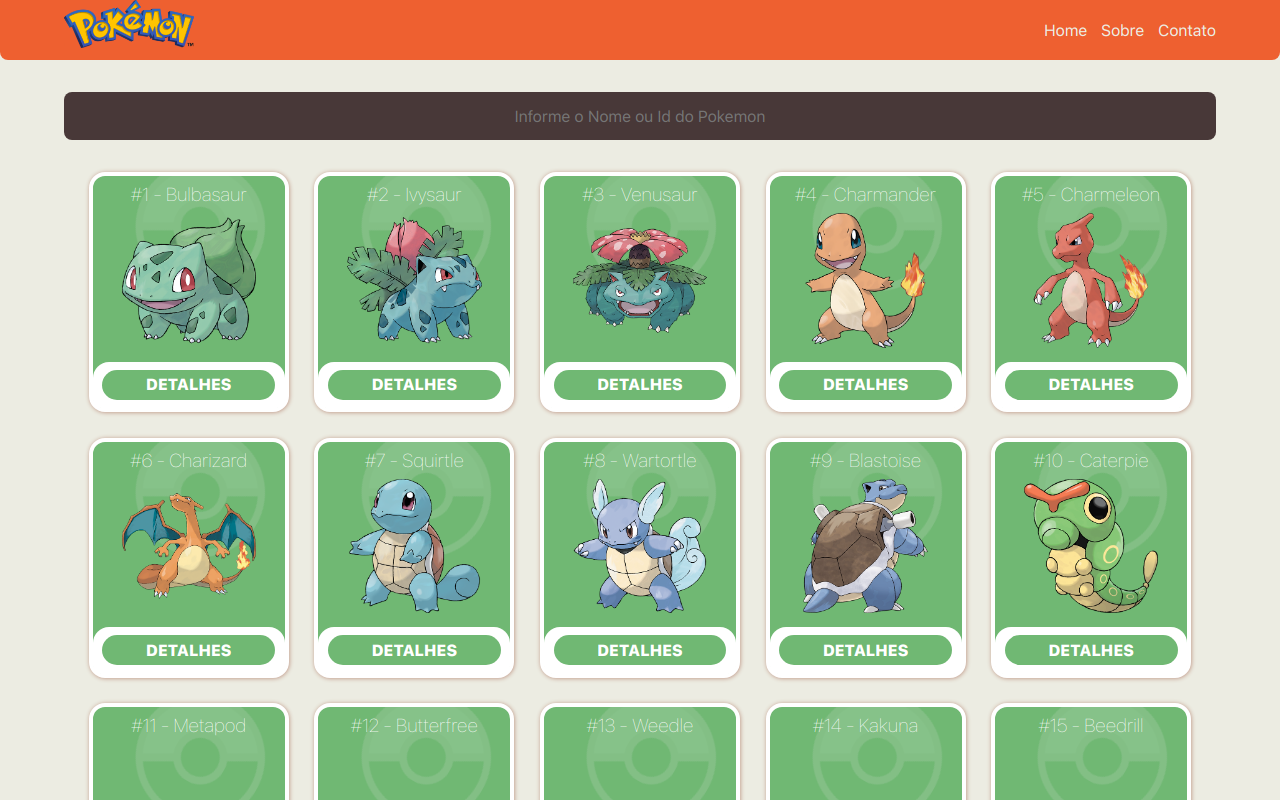 POKéMON™
Home Sobre Contato
Informe o Nome ou Id do Pokemon
#1 - Bulbasaur
#2 - Ivysaur
#3 - Venusaur
#4 - Charmander
#5 - Charmeleon
DETALHES
DETALHES
DETALHES
DETALHES
DETALHES
#6 - Charizard
#7 - Squirtle
#8 - Wartortle
#9 - Blastoise
#10 - Caterpie
DETALHES
DETALHES
DETALHES
DETALHES
DETALHES
#11 - Metapod
#12 - Butterfree
#13 - Weedle
#14 - Kakuna
#15 - Beedrill